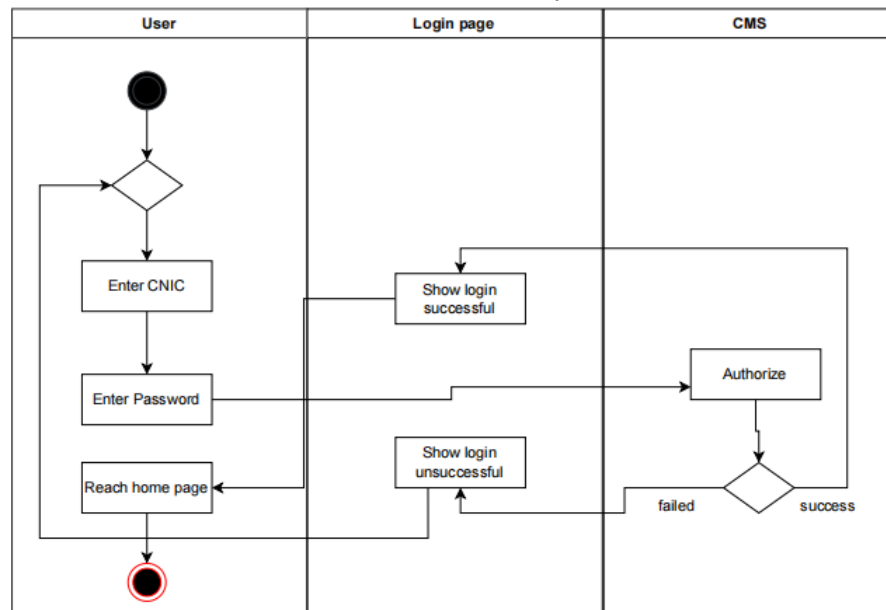 User
Login page
CMS
Enter CNIC
Show login
successful
Authorize
Enter Password
Show login
unsuccessful
Reach home page
failed
success